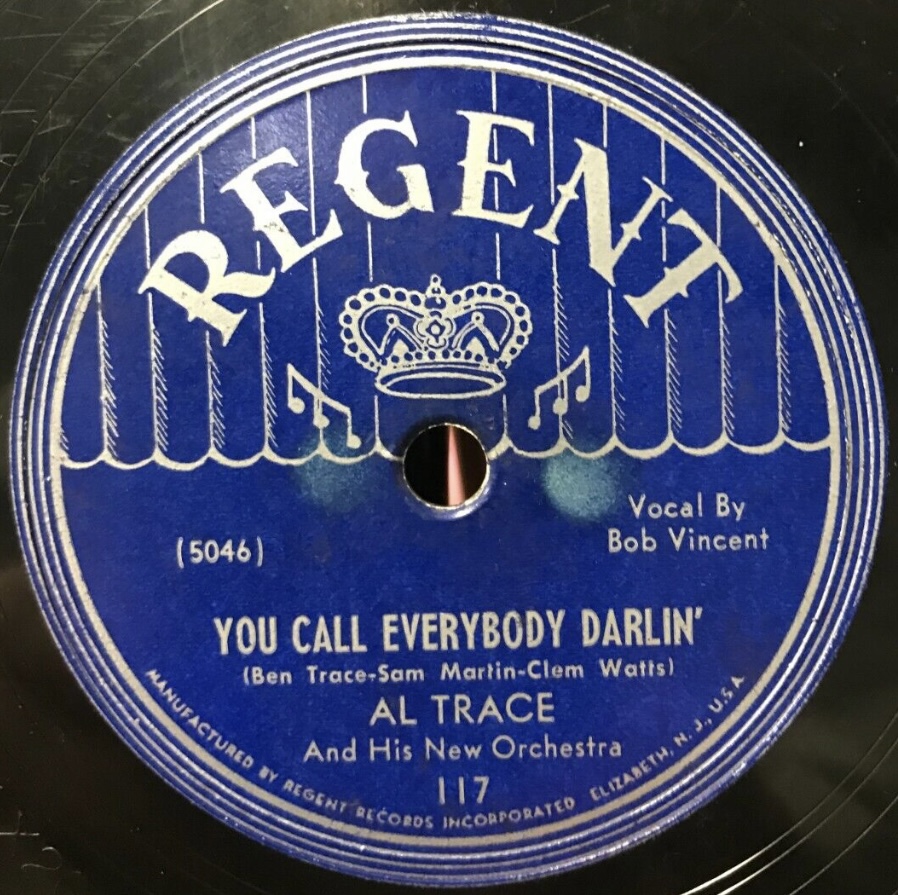 REGENT
Vocal By
Bob Vincent
(5046)
YOU CALL EVERYBODY DARLIN'
(Ben Trace-Sam Martin-Clem Watts)
AL TRACE
And His New Orchestra
117
MANUFACTURED BY REGENT RECORDS INCORPORATED ELIZABETH, N. J., U.S.A.